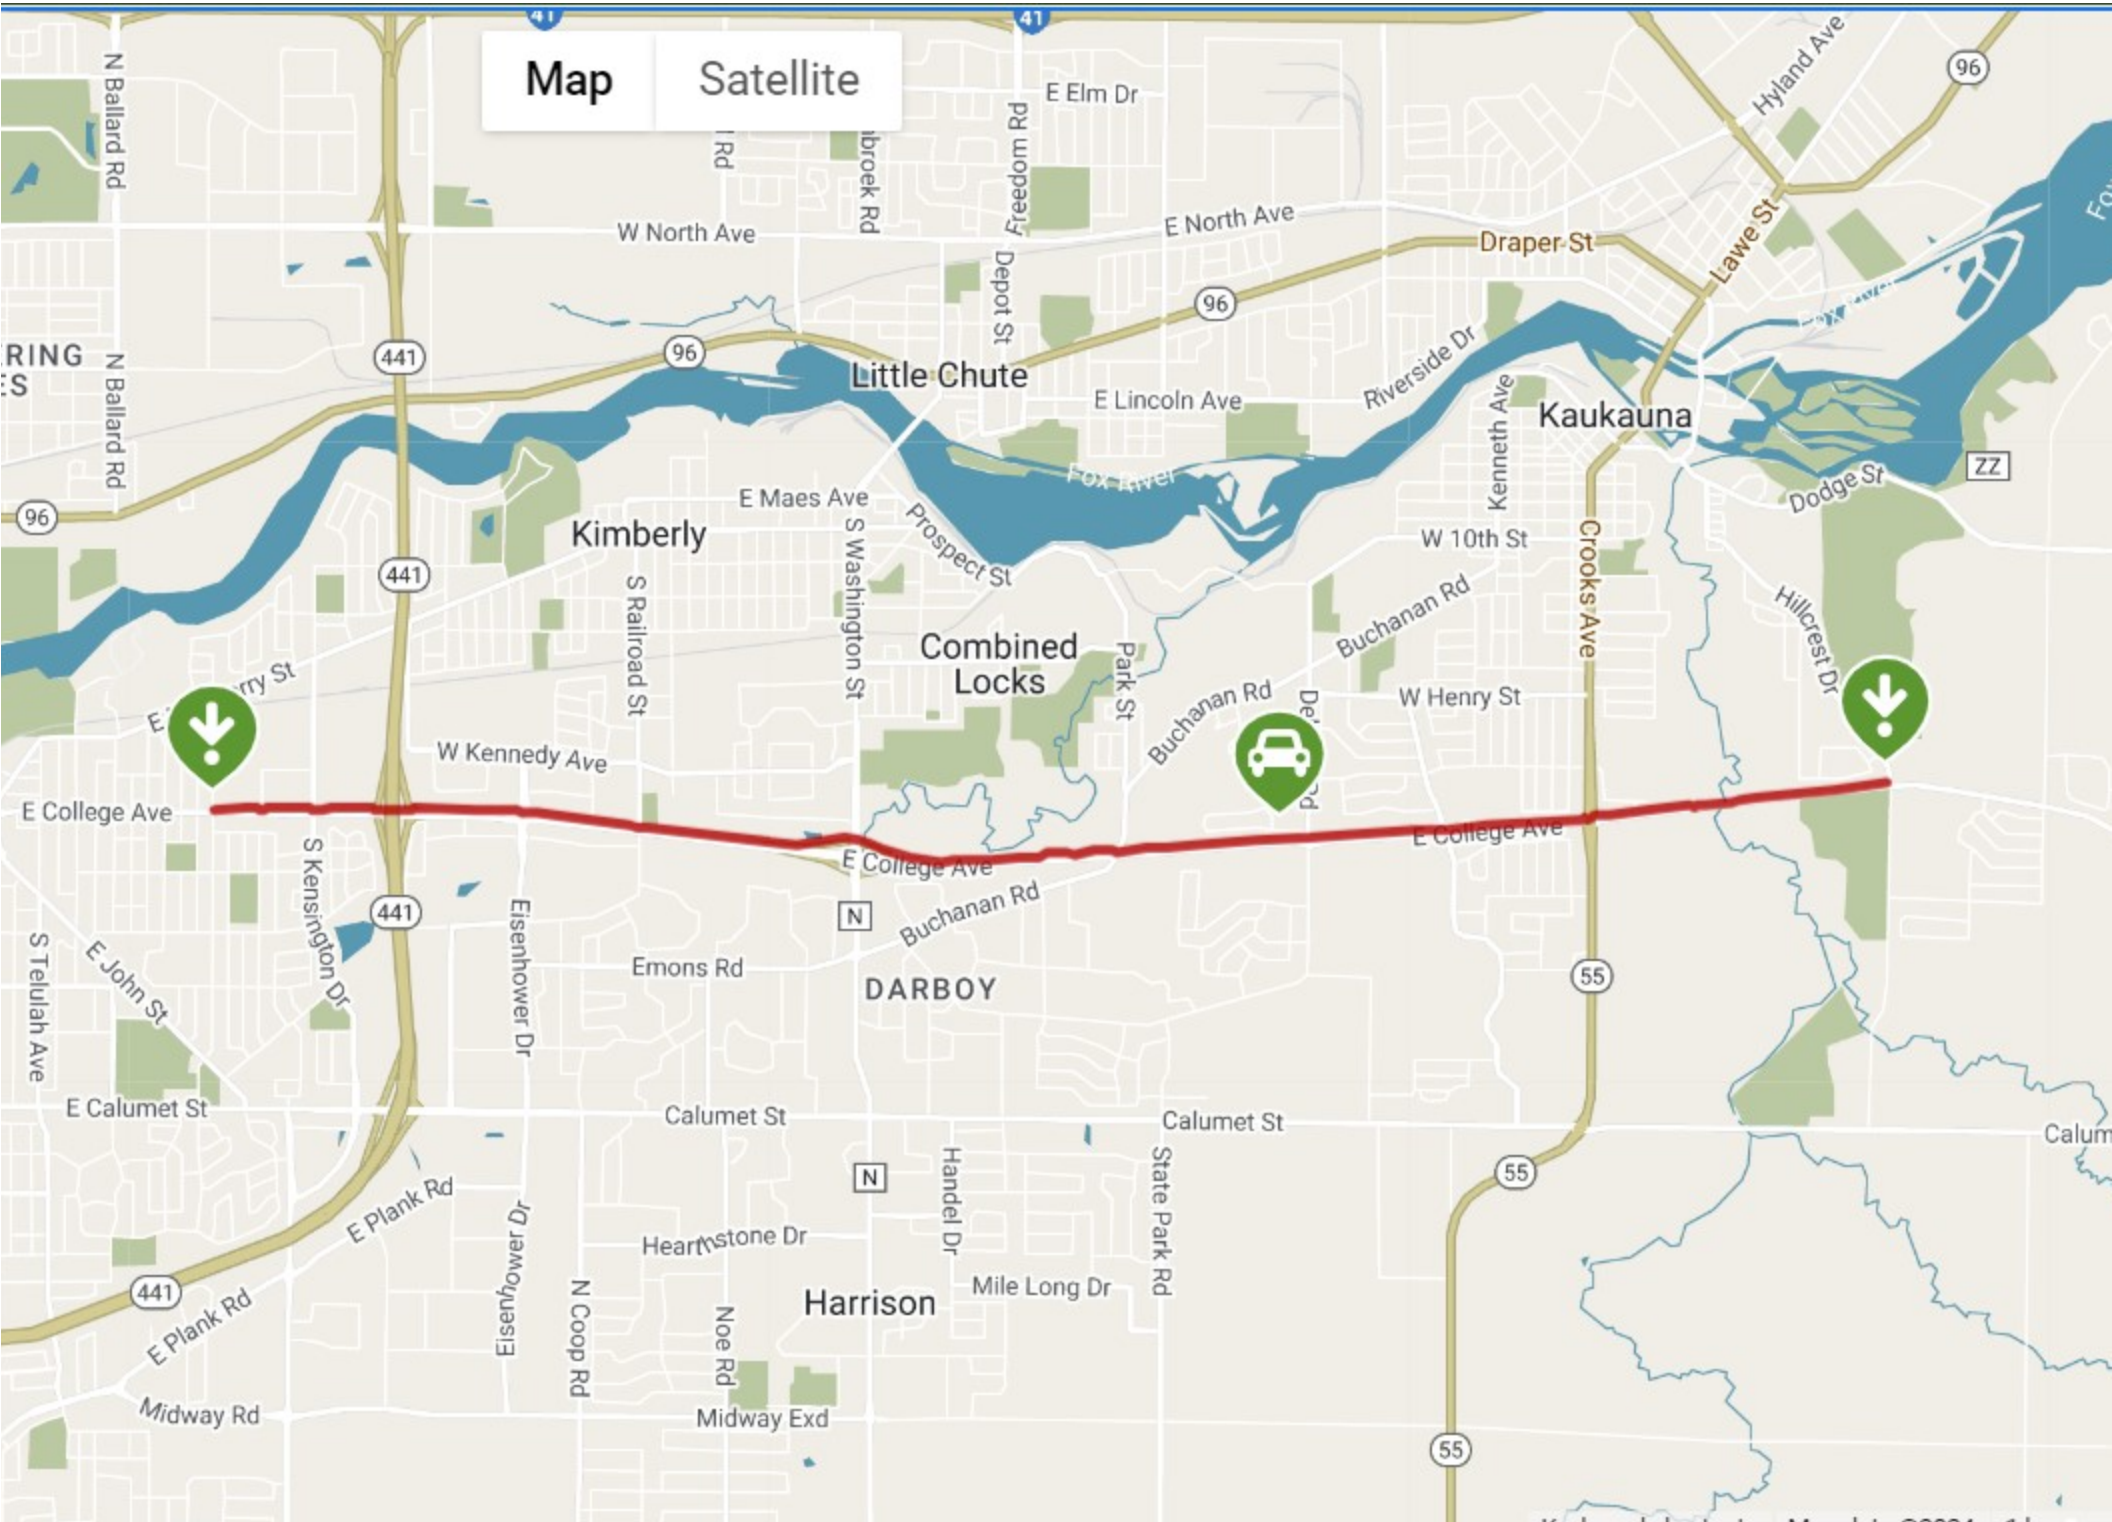 41
41
Map
Satellite
E Elm Dr
Hyland Ave
96
N Ballard Rd
Rd
broek Rd
Freedom Rd
W North Ave
E North Ave
Draper St
Lawe St
Depot St
96
Fox River
441
96
RING
ES
N Ballard Rd
Little Chute
E Lincoln Ave
Riverside Dr
Kenneth Ave
Kaukauna
ZZ
Dodge St
Fox River
96
E Maes Ave
Kimberly
Prospect St
W 10th St
Crooks Ave
441
S Railroad St
S Washington St
Buchanan Rd
Hillcrest Dr
Combined
Locks
Park St
W Henry St
Buchanan Rd
W Kennedy Ave
E College Ave
E College Ave
E College Ave
S Kensington Dr
441
N
Buchanan Rd
Eisenhower Dr
Emons Rd
DARBOY
55
S Telulah Ave
E John St
E Calumet St
Calumet St
Calumet St
Calum
N
Handel Dr
State Park Rd
55
E Plank Rd
Eisenhower Dr
Hearthstone Dr
441
E Plank Rd
N Coop Rd
Noe Rd
Harrison
Mile Long Dr
Midway Rd
Midway Exd
55